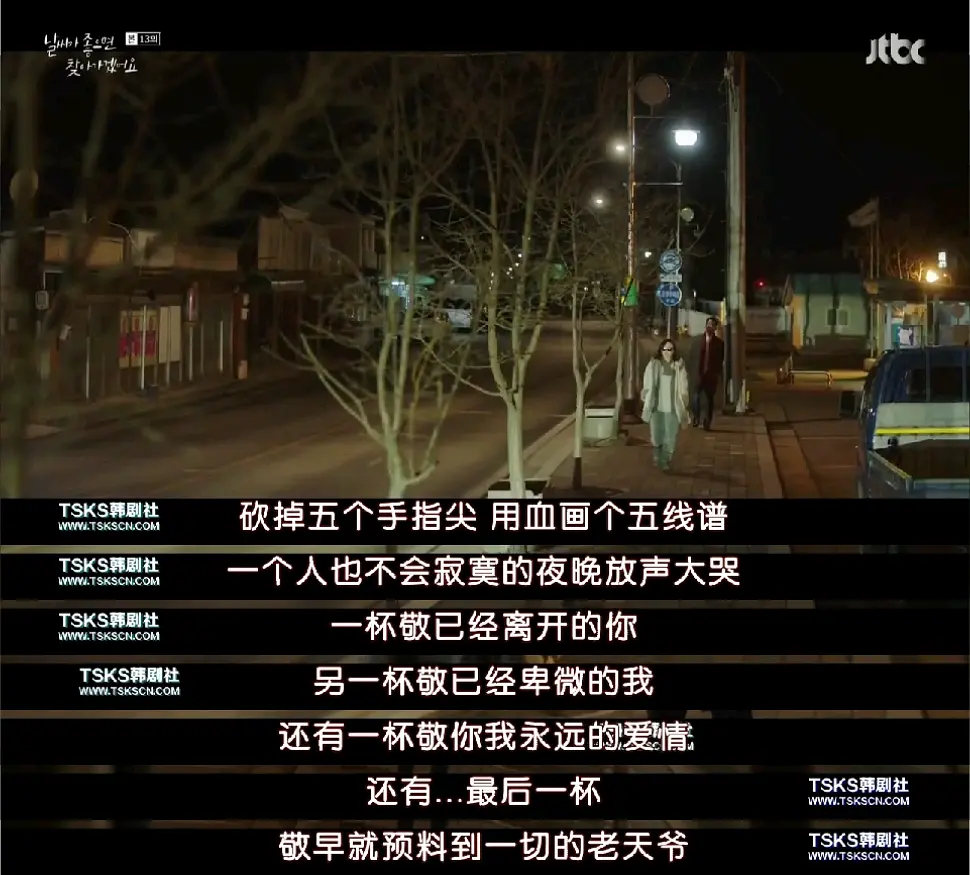 날씨가 좋으면 본 13회
찾아가겠어요
jtbc
TSKS韩剧社
WWW.TSKSCN.COM
砍掉五个手指尖 用血画个五线谱
TSKS韩剧社
WWW.TSKSCN.COM
一个人也不会寂寞的夜晚放声大哭
TSKS韩剧社
WWW.TSKSCN.COM
一杯敬已经离开的你
TSKS韩剧社
WWW.TSKSCN.COM
另一杯敬已经卑微的我
还有一杯敬你我永远的爱情
还有...最后一杯
TSKS韩剧社
WWW.TSKSCN.COM
敬早就预料到一切的老天爷
TSKS韩剧社
WWW.TSKSCN.COM